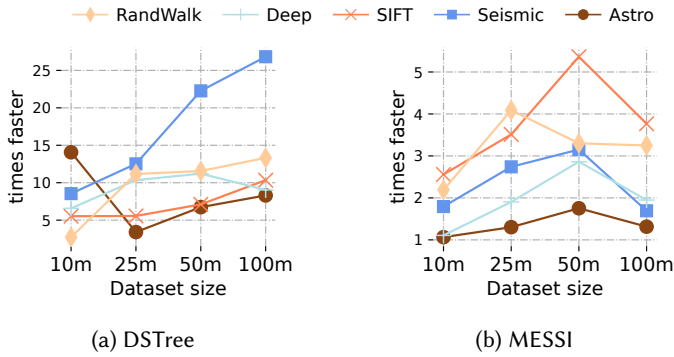 RandWalk Deep SIFT Seismic Astro
times faster
25
20
15
10
5
10m 25m 50m 100m
Dataset size
(a) DSTree
times faster
5
4
3
2
1
10m 25m 50m 100m
Dataset size
(b) MESSI